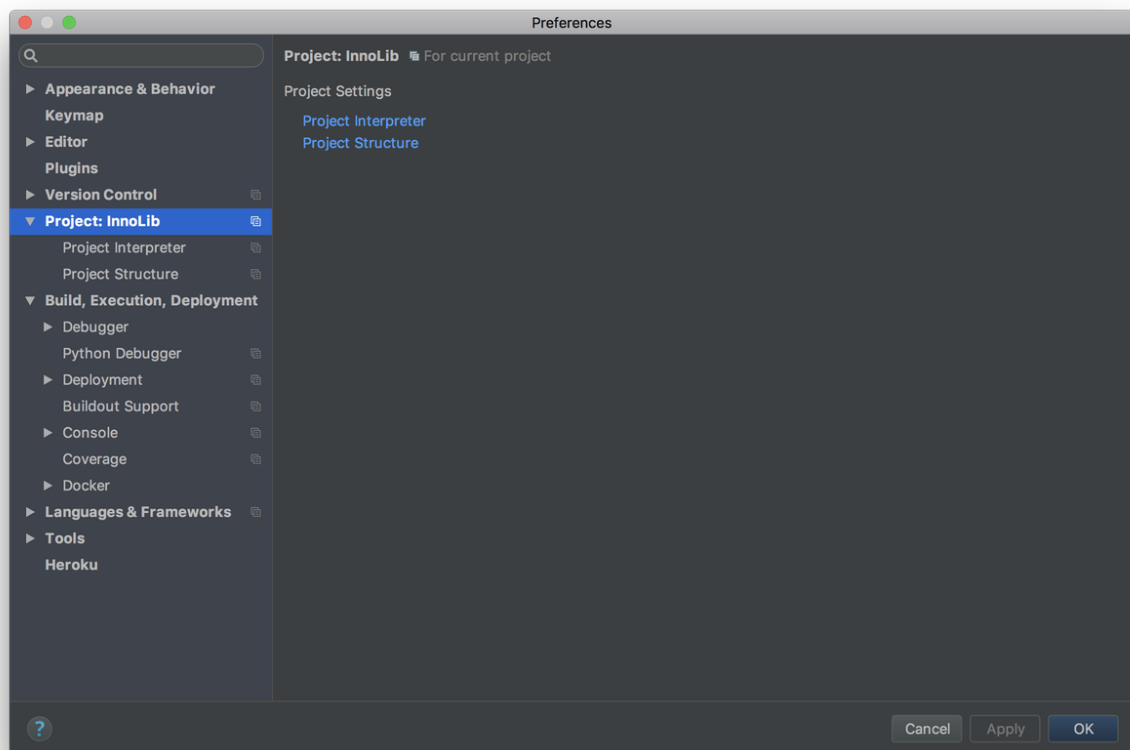 Preferences
Appearance & Behavior
Keymap
Editor
Plugins
Version Control
Project: InnoLib
Project Interpreter
Project Structure
Build, Execution, Deployment
Debugger
Python Debugger
Deployment
Buildout Support
Console
Coverage
Docker
Languages & Frameworks
Tools
Heroku
Project: InnoLib For current project
Project Settings
Project Interpreter
Project Structure
?
Cancel Apply OK